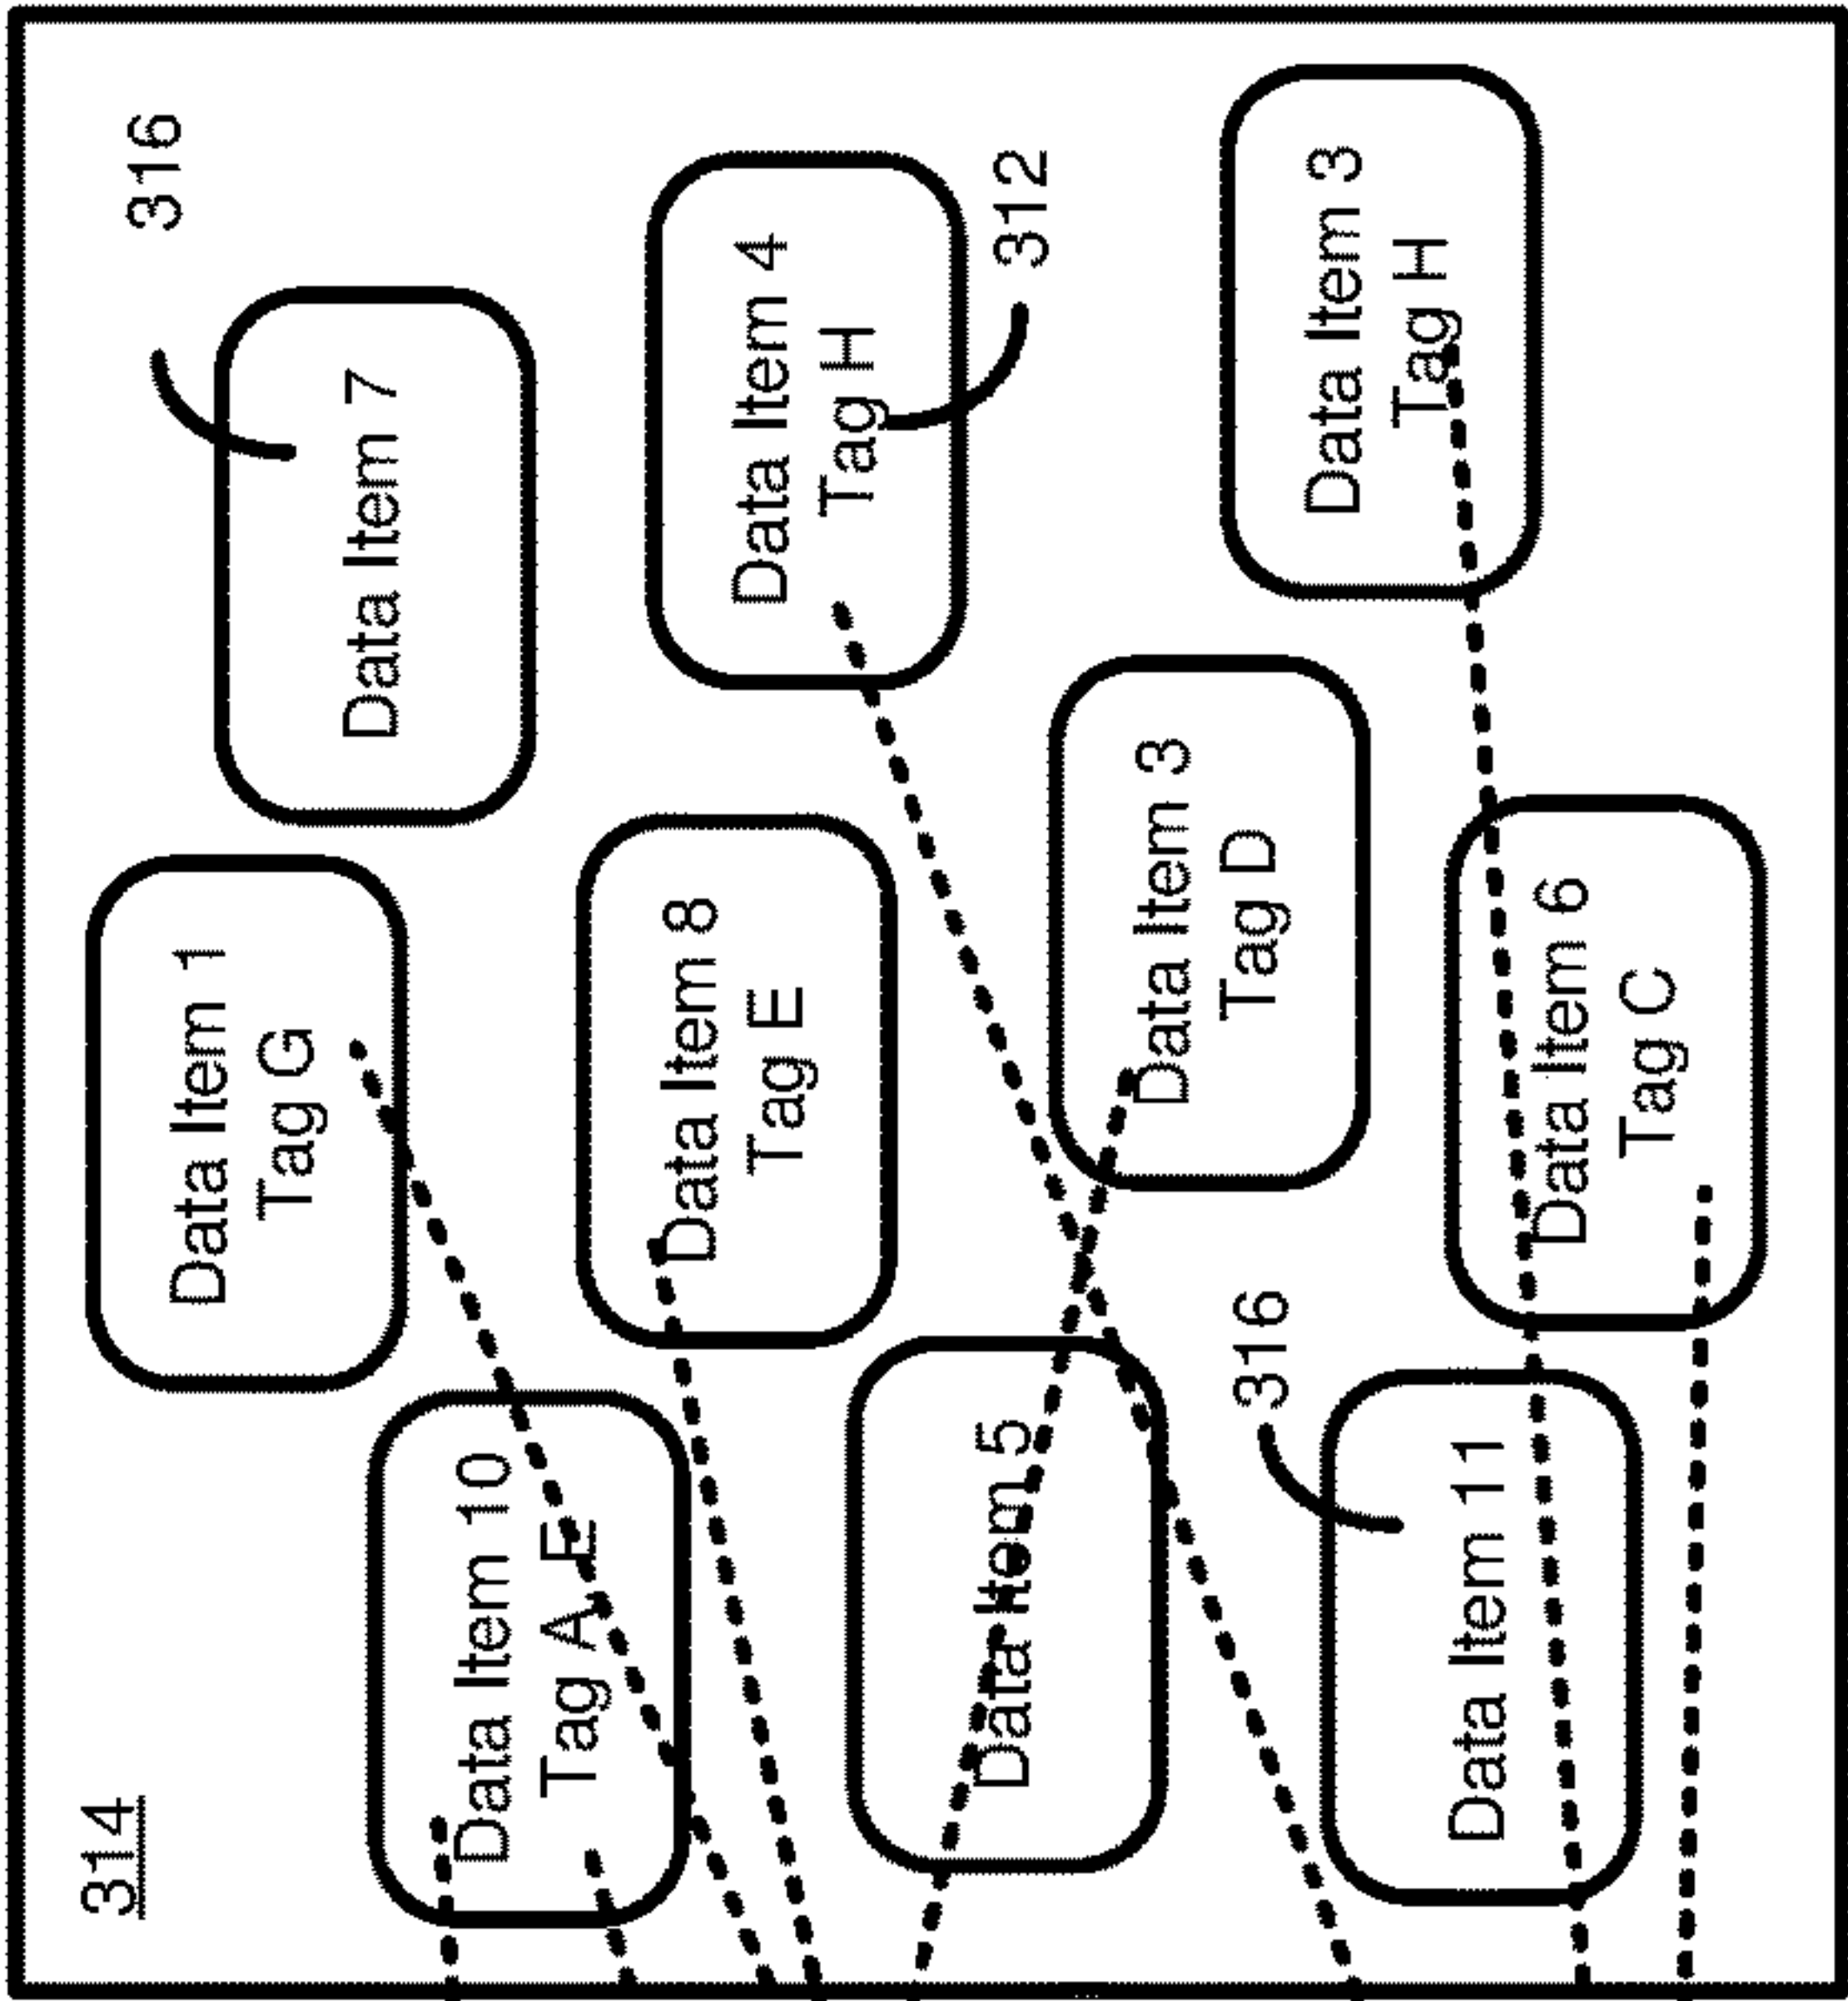 314
316
Data Item 1
Tag G
Data Item 7
Data Item 10
Tag A, E
Data Item 8
Tag E
Data Item 4
Tag H
312
Data Item 5
Data Item 3
Tag D
316
Data Item 3
Tag H
Data Item 11
Data Item 6
Tag C